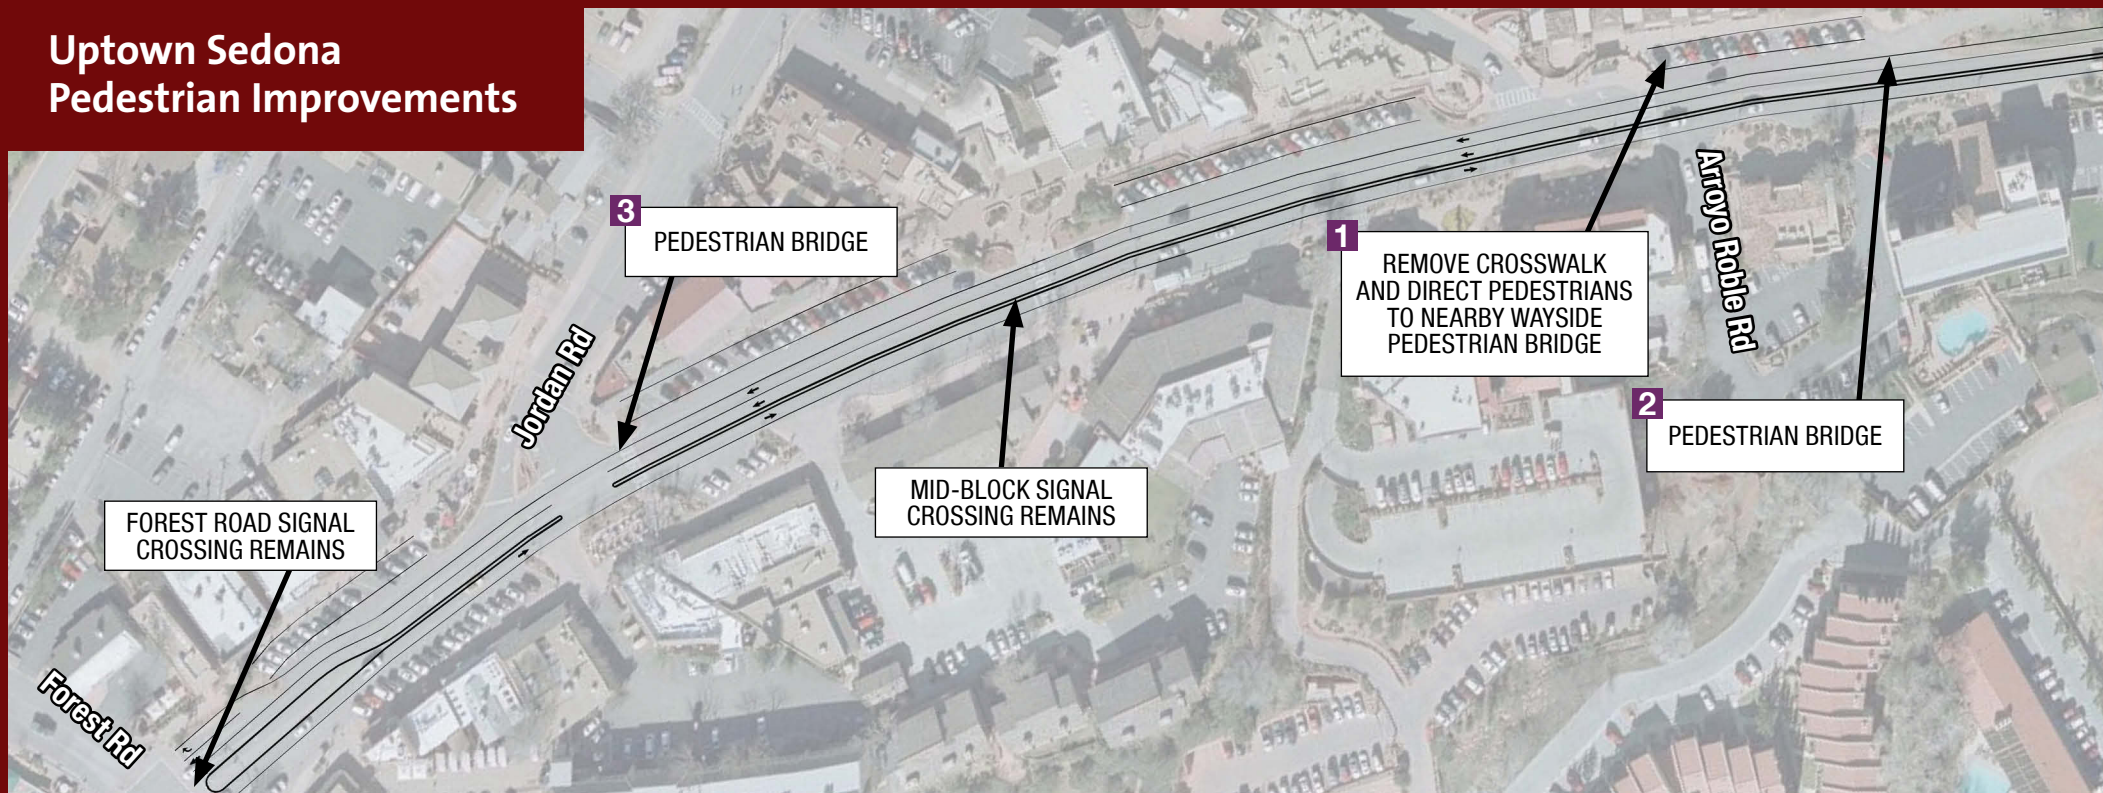 Uptown Sedona
Pedestrian Improvements
3
PEDESTRIAN BRIDGE
1
REMOVE CROSSWALK
AND DIRECT PEDESTRIANS
TO NEARBY WAYSIDE
PEDESTRIAN BRIDGE
Arroyo Roble Rd
2
PEDESTRIAN BRIDGE
Jordan Rd
MID-BLOCK SIGNAL
CROSSING REMAINS
FOREST ROAD SIGNAL
CROSSING REMAINS
Forest Rd